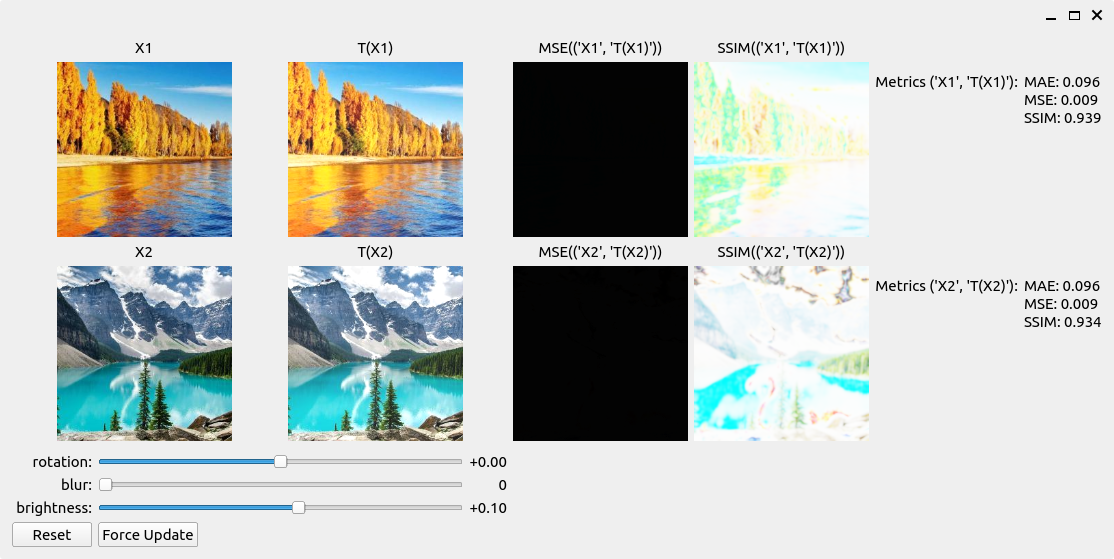 X1
T(X1)
MSE(('X1', 'T(X1)'))
SSIM(('X1', 'T(X1)'))
Metrics ('X1', 'T(X1)'): MAE: 0.096
MSE: 0.009
SSIM: 0.939
X2
T(X2)
MSE(('X2', 'T(X2)'))
SSIM(('X2', 'T(X2)'))
Metrics ('X2', 'T(X2)'): MAE: 0.096
MSE: 0.009
SSIM: 0.934
rotation: +0.00
blur: 0
brightness: +0.10
Reset
Force Update